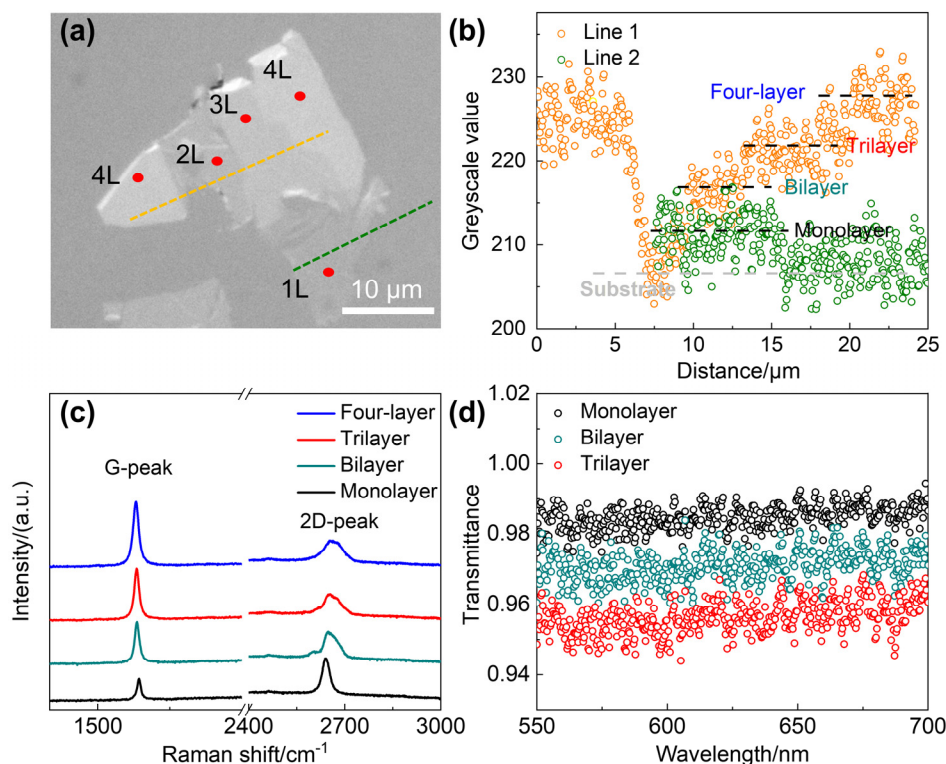 (a)
4L
3L
2L
4L
1L
10 μm
(b)
Line 1
Line 2
Four-layer
Trilayer
Bilayer
Monolayer
Substrate
Greyscale value
230
220
210
200
0
5
10
15
20
25
Distance/μm
(c)
Four-layer
Trilayer
Bilayer
Monolayer
G-peak
2D-peak
Intensity/(a.u.)
1500
2400
2700
3000
Raman shift/cm⁻¹
(d)
Monolayer
Bilayer
Trilayer
Transmittance
1.02
1.00
0.98
0.96
0.94
550
600
650
700
Wavelength/nm